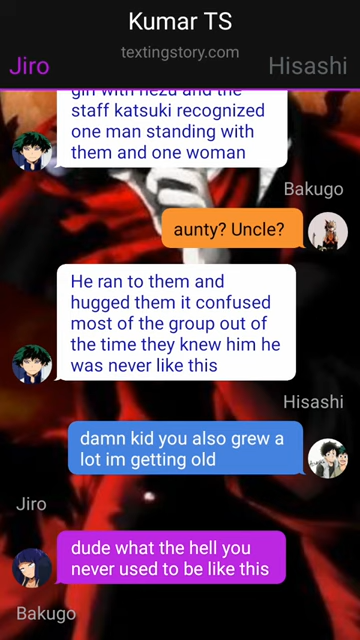 Kumar TS
textingstory.com
Jiro
Hisashi
girl with nezu and the
staff katsuki recognized
one man standing with
them and one woman
Bakugo
aunty? Uncle?
He ran to them and
hugged them it confused
most of the group out of
the time they knew him he
was never like this
Hisashi
damn kid you also grew a
lot im getting old
Jiro
dude what the hell you
never used to be like this
Bakugo